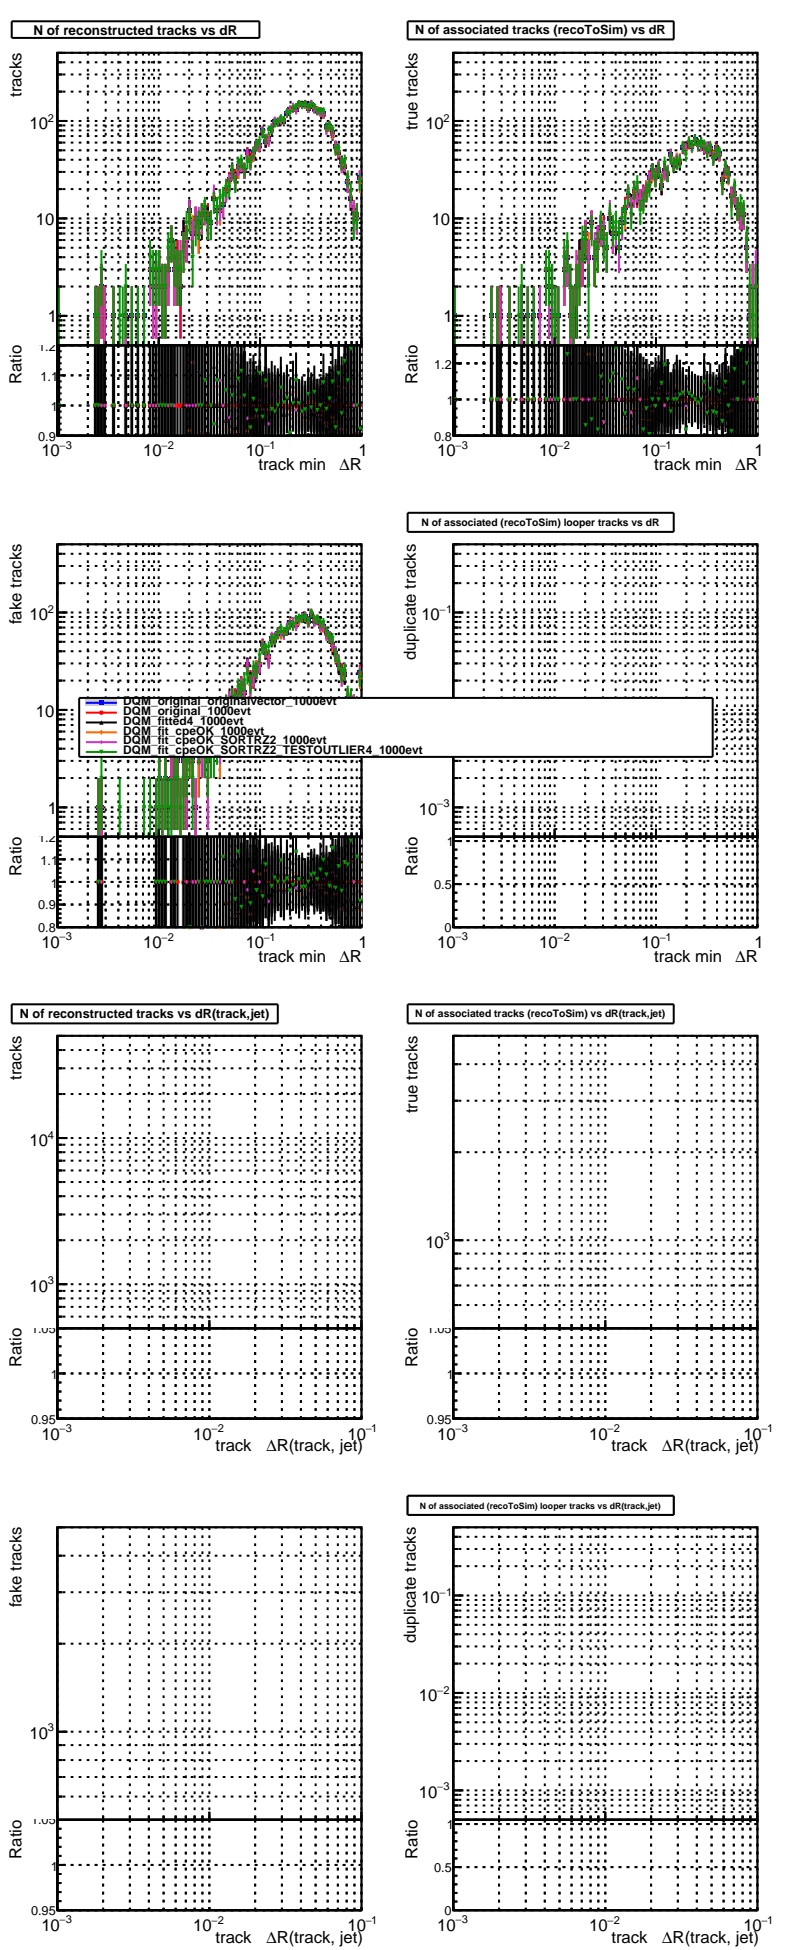 N of reconstructed tracks vs dR
tracks
10²
10
1
Ratio
1.2
1.1
1
0.9
10⁻³ 10⁻² 10⁻¹ 1
track min ΔR
N of associated tracks (recoToSim) vs dR
true tracks
10²
10
1
Ratio
1.2
1
0.8
10⁻³ 10⁻² 10⁻¹ 1
track min ΔR
fake tracks
10²
10
1
Ratio
1.2
1.1
1
0.9
0.8
10⁻³ 10⁻² 10⁻¹ 1
track min ΔR
N of associated (recoToSim) looper tracks vs dR
duplicate tracks
10⁻¹
10⁻³
Ratio
1
0.5
0
10⁻³ 10⁻² 10⁻¹ 1
track min ΔR
DQM_original_originalvector_1000evt
DQM_original_1000evt
DQM_fitted4_1000evt
DQM_fit_cpeOK_1000evt
DQM_fit_cpeOK_SORTRZ2_1000evt
DQM_fit_cpeOK_SORTRZ2_TESTOUTLIER4_1000evt
N of reconstructed tracks vs dR(track,jet)
tracks
10⁴
10³
Ratio
1.05
1
0.95
10⁻³ 10⁻² 10⁻¹
track ΔR(track, jet)
N of associated tracks (recoToSim) vs dR(track,jet)
true tracks
10³
Ratio
1.05
1
0.95
10⁻³ 10⁻² 10⁻¹
track ΔR(track, jet)
fake tracks
10³
Ratio
1.05
1
0.95
10⁻³ 10⁻² 10⁻¹
track ΔR(track, jet)
N of associated (recoToSim) looper tracks vs dR(track,jet)
duplicate tracks
10⁻¹
10⁻²
10⁻³
Ratio
1
0.5
0
10⁻³ 10⁻² 10⁻¹
track ΔR(track, jet)